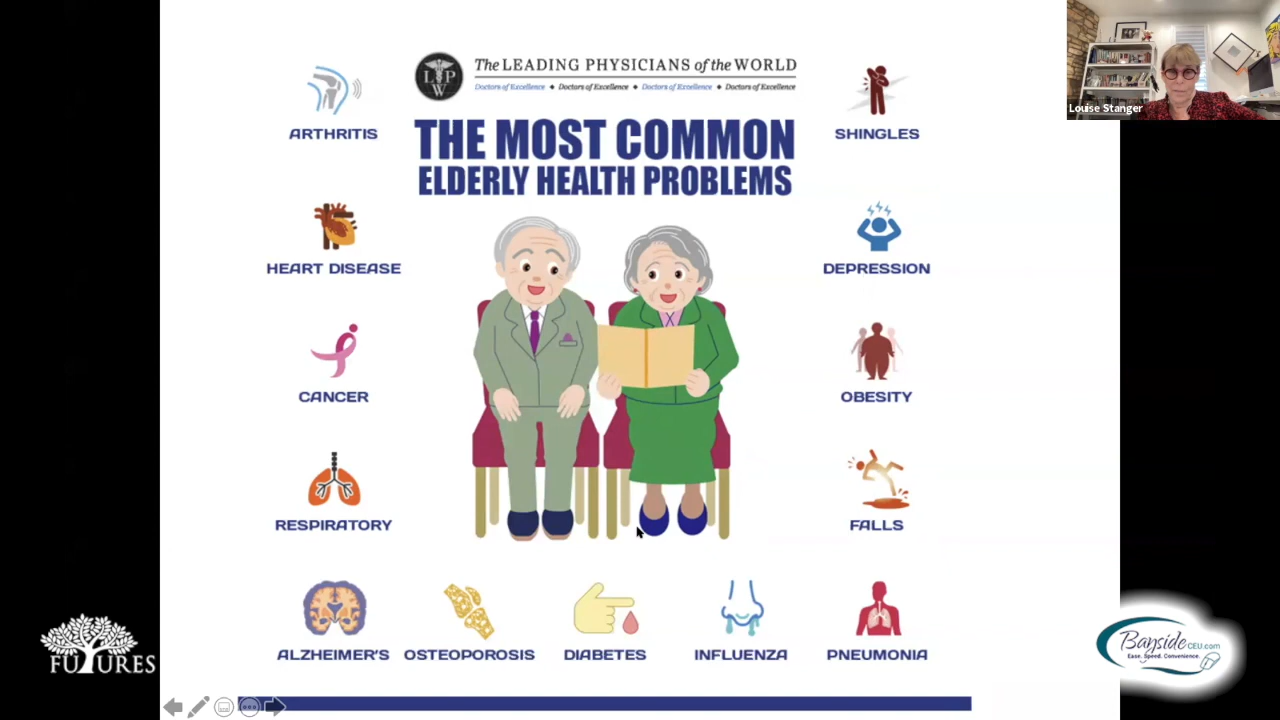 The LEADING PHYSICIANS of the WORLD
LPW
Doctors of Excellence ◆ Doctors of Excellence ◆ Doctors of Excellence ◆ Doctors of Excellence
THE MOST COMMON
ELDERLY HEALTH PROBLEMS
Louise Stanger
ARTHRITIS
SHINGLES
HEART DISEASE
DEPRESSION
CANCER
OBESITY
RESPIRATORY
FALLS
ALZHEIMER'S
OSTEOPOROSIS
DIABETES
INFLUENZA
PNEUMONIA
FUTURES
Bayside CEU.com
Ease. Speed. Convenience.